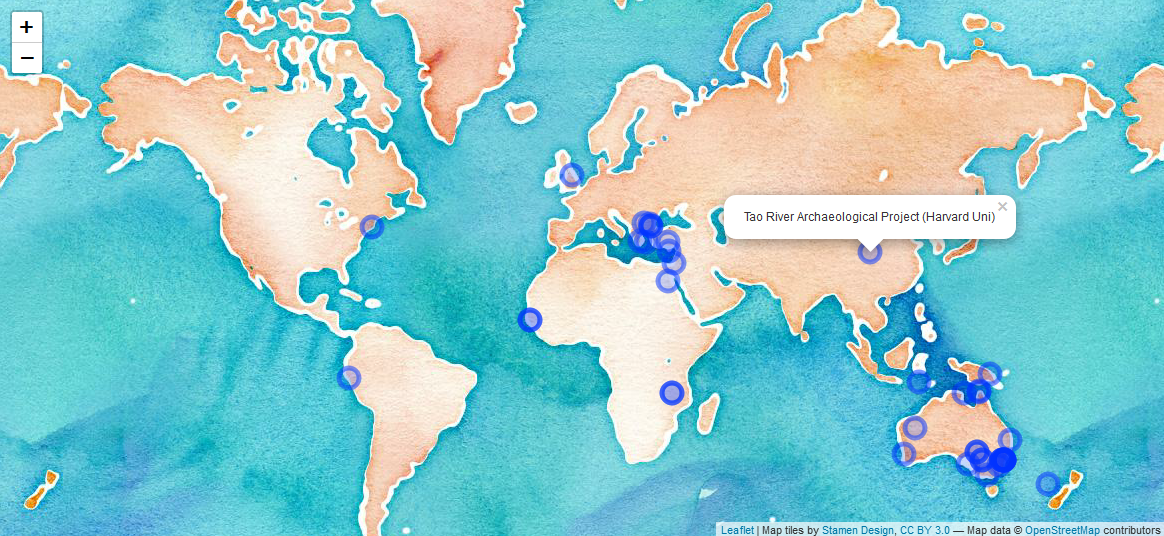 +
−
Tao River Archaeological Project (Harvard Uni)
×
Leaflet | Map tiles by Stamen Design, CC BY 3.0 — Map data © OpenStreetMap contributors